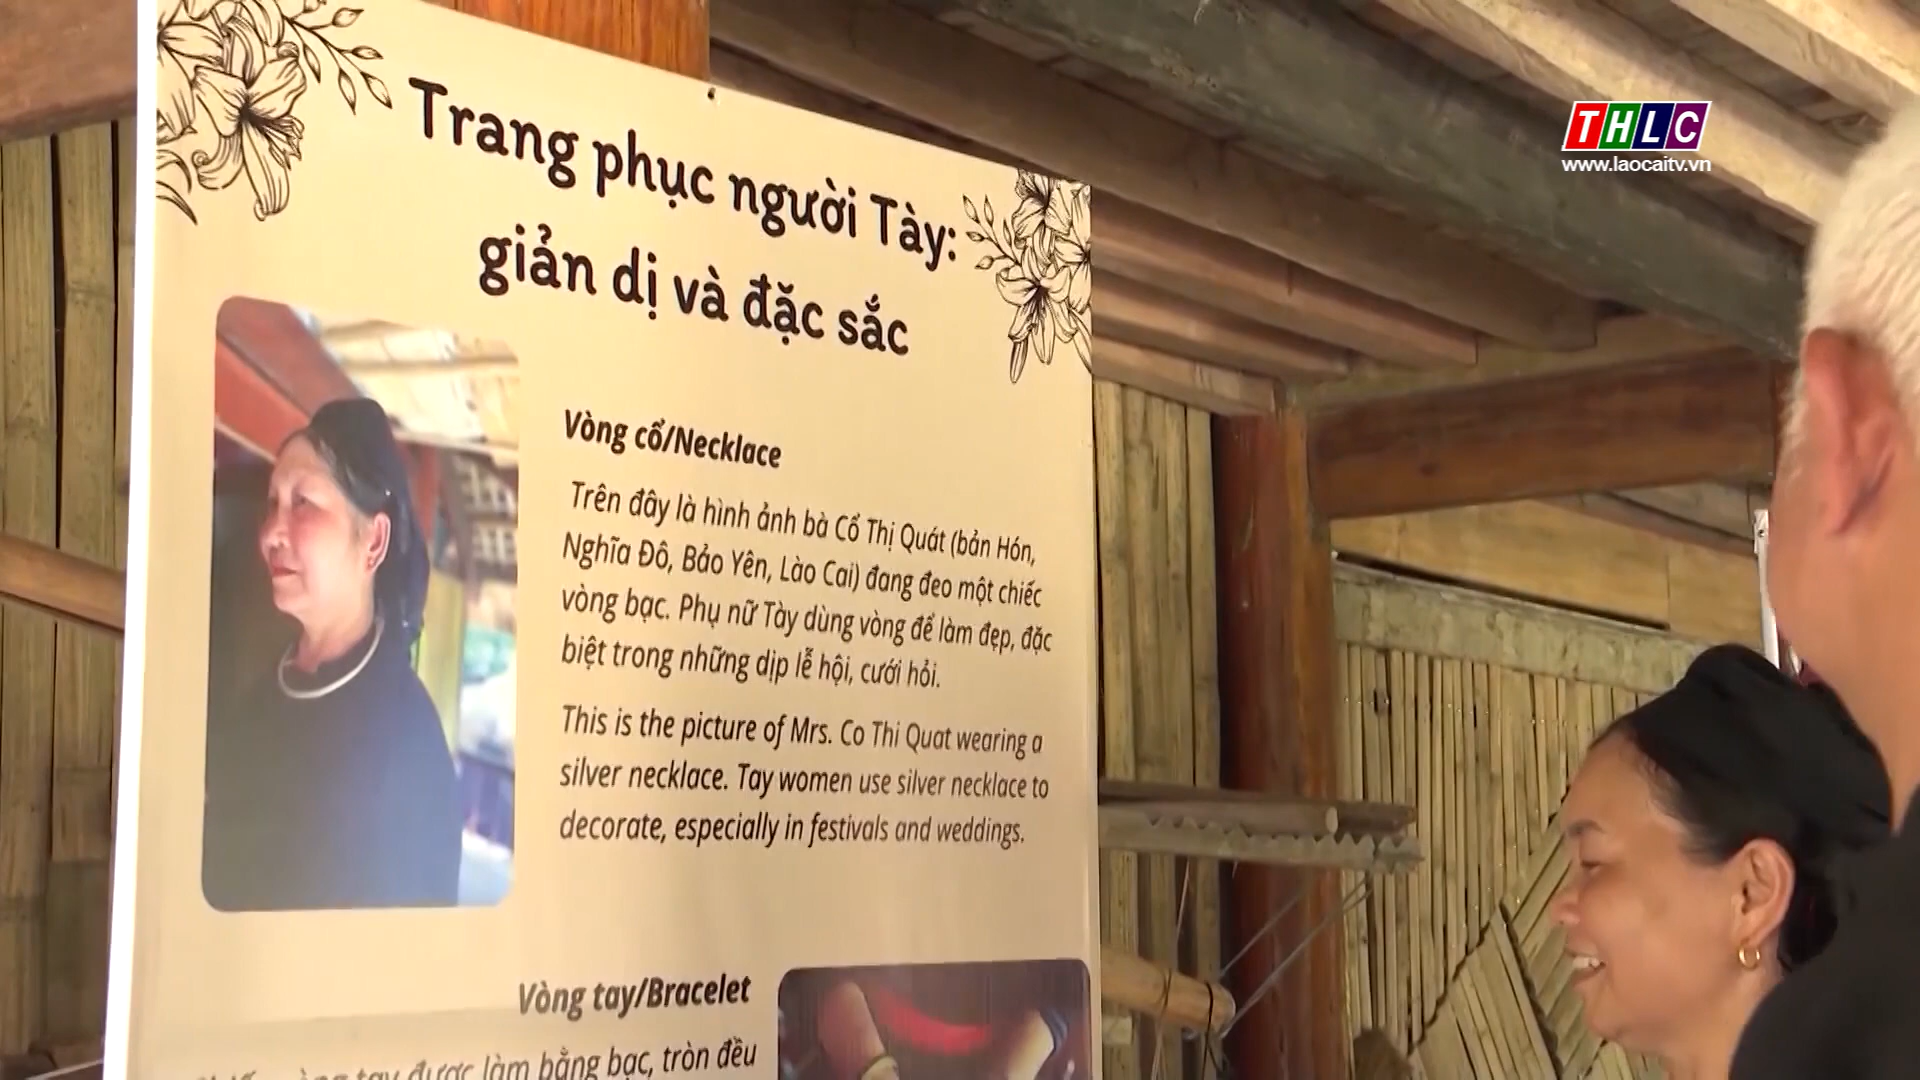 THLC
www.laocaitv.vn
Trang phục người Tày:
giản dị và đặc sắc
Vòng cổ/Necklace
Trên đây là hình ảnh bà Cổ Thị Quát (bản Hón,
Nghĩa Đô, Bảo Yên, Lào Cai) đang đeo một chiếc
vòng bạc. Phụ nữ Tày dùng vòng để làm đẹp, đặc
biệt trong những dịp lễ hội, cưới hỏi.
This is the picture of Mrs. Co Thi Quat wearing a
silver necklace. Tay women use silver necklace to
decorate, especially in festivals and weddings.
Vòng tay/Bracelet
tay được làm bằng bạc, tròn đều